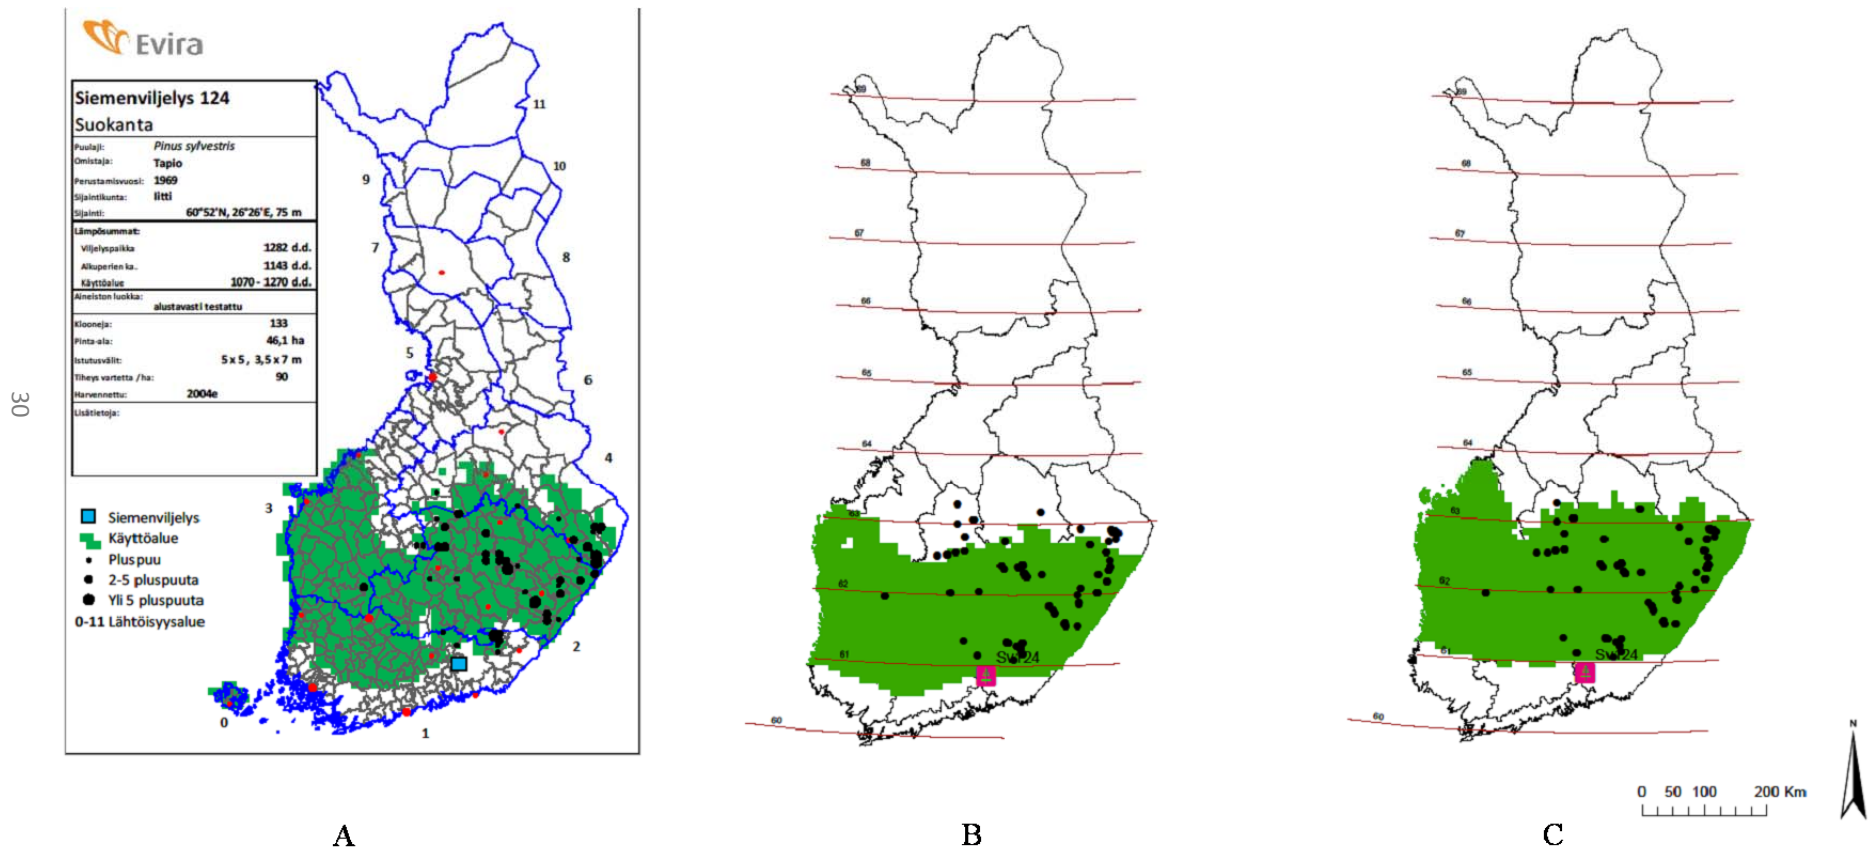 30
Evira
Siemenviljelys 124
Suokanta
Puulaji: Pinus sylvestris
Omistaja: Tapio
Perustamisvuosi: 1969
Sijaintikunta: Iitti
Sijainti: 60°52'N, 26°26'E, 75 m
Lämpösummat:
Viljelyspaikka 1282 d.d.
Alkuperien ka. 1143 d.d.
Käyttöalue 1070 - 1270 d.d.
Aineiston luokka:
alustavasti testattu
Klooneja: 133
Pinta-ala: 46,1 ha
Istutusvälit: 5 x 5 , 3,5 x 7 m
Tiheys vartetta /ha: 90
Harvennettu: 2004e
Lisätietoja:
Siemenviljelys
Käyttöalue
Pluspuu
2-5 pluspuuta
Yli 5 pluspuuta
0-11 Lähtöisyysalue
11
10
9
8
7
6
5
4
3
2
1
0
A
69
68
67
66
65
64
63
62
61
60
Sv124
B
69
68
67
66
65
64
63
62
61
60
Sv124
C
N
0 50 100 200 Km